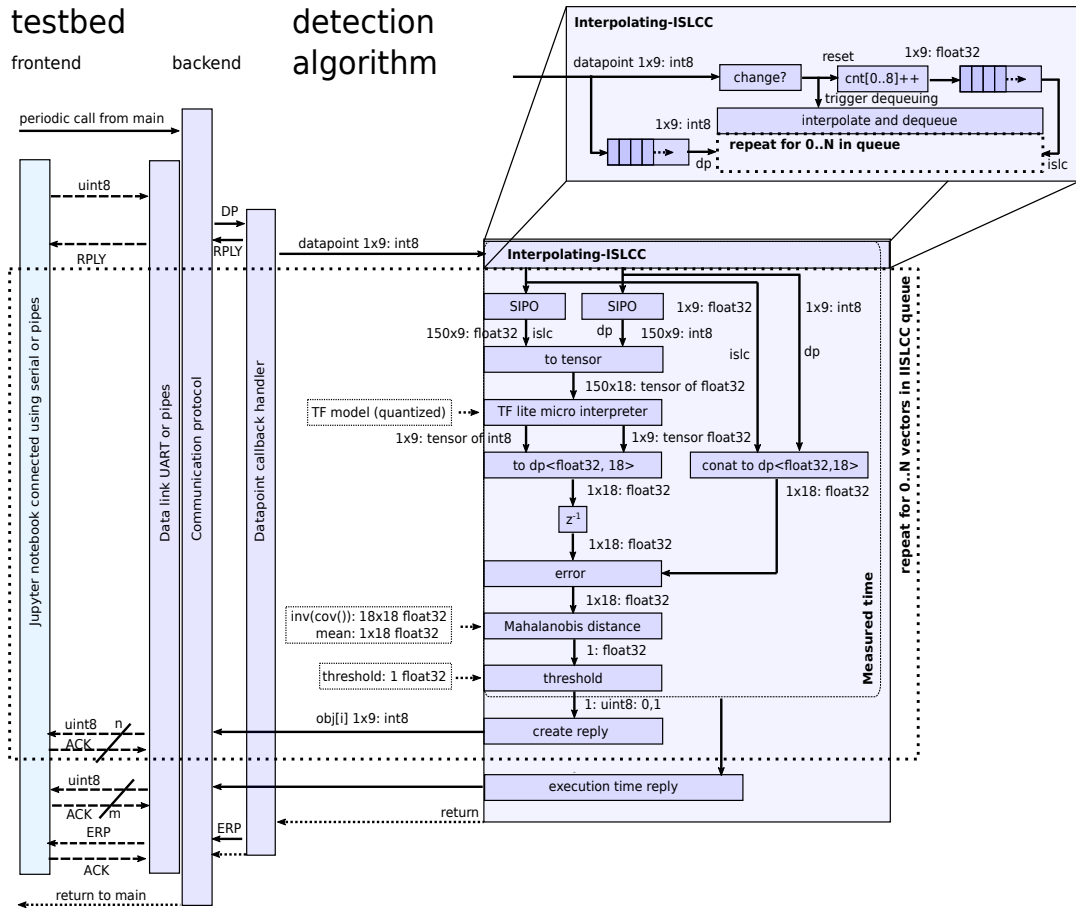 testbed
detection
algorithm
frontend
backend
Interpolating-ISLCC
datapoint 1x9: int8
change?
reset
cnt[0..8]++
1x9: float32
trigger dequeuing
interpolate and dequeue
repeat for 0..N in queue
1x9: int8
dp
islc
periodic call from main
uint8
DP
RPLY
RPLY
datapoint 1x9: int8
Interpolating-ISLCC
SIPO
SIPO
1x9: float32
1x9: int8
150x9: float32
islc
dp
150x9: int8
islc
dp
to tensor
150x18: tensor of float32
TF model (quantized)
TF lite micro interpreter
1x9: tensor of int8
1x9: tensor float32
to dp<float32, 18>
conat to dp<float32,18>
1x18: float32
1x18: float32
z-1
1x18: float32
error
1x18: float32
inv(cov()): 18x18 float32
mean: 1x18 float32
Mahalanobis distance
1: float32
threshold: 1 float32
threshold
1: uint8: 0,1
obj[i] 1x9: int8
create reply
Measured time
repeat for 0..N vectors in IISLCC queue
Jupyter notebook connected using serial or pipes
Data link UART or pipes
Communication protocol
Datapoint callback handler
uint8
n
ACK
uint8
ACK
m
execution time reply
return
ERP
ERP
ACK
return to main